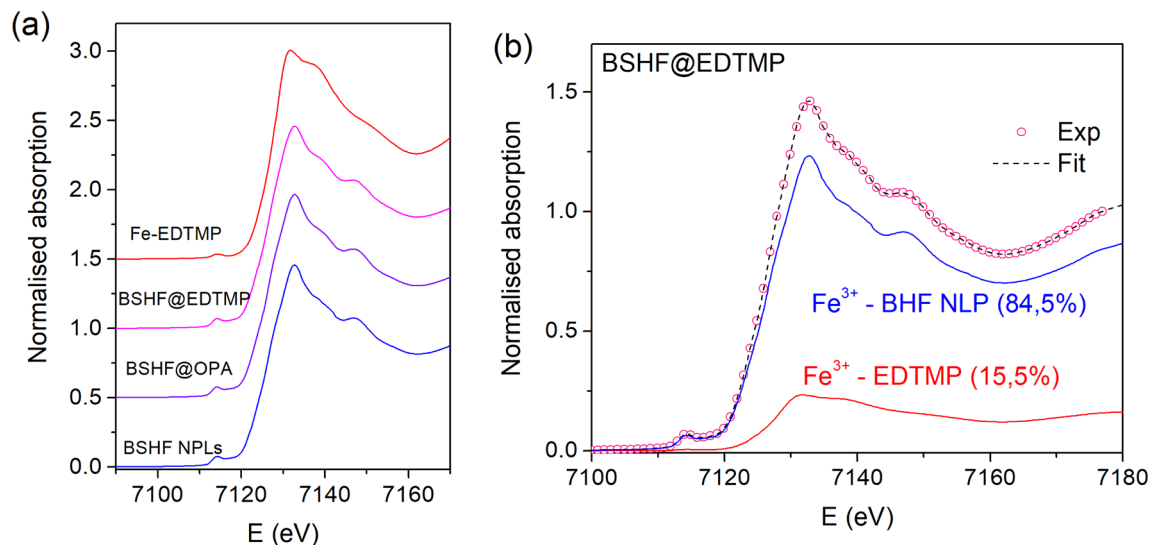 (a)
Normalised absorption
3.0
2.5
2.0
1.5
1.0
0.5
0.0
Fe-EDTMP
BSHF@EDTMP
BSHF@OPA
BSHF NPLs
7100
7120
7140
7160
E (eV)
(b)
Normalised absorption
1.5
1.0
0.5
0.0
BSHF@EDTMP
Exp
Fit
Fe³⁺ - BHF NLP (84,5%)
Fe³⁺ - EDTMP (15,5%)
7100
7120
7140
7160
7180
E (eV)